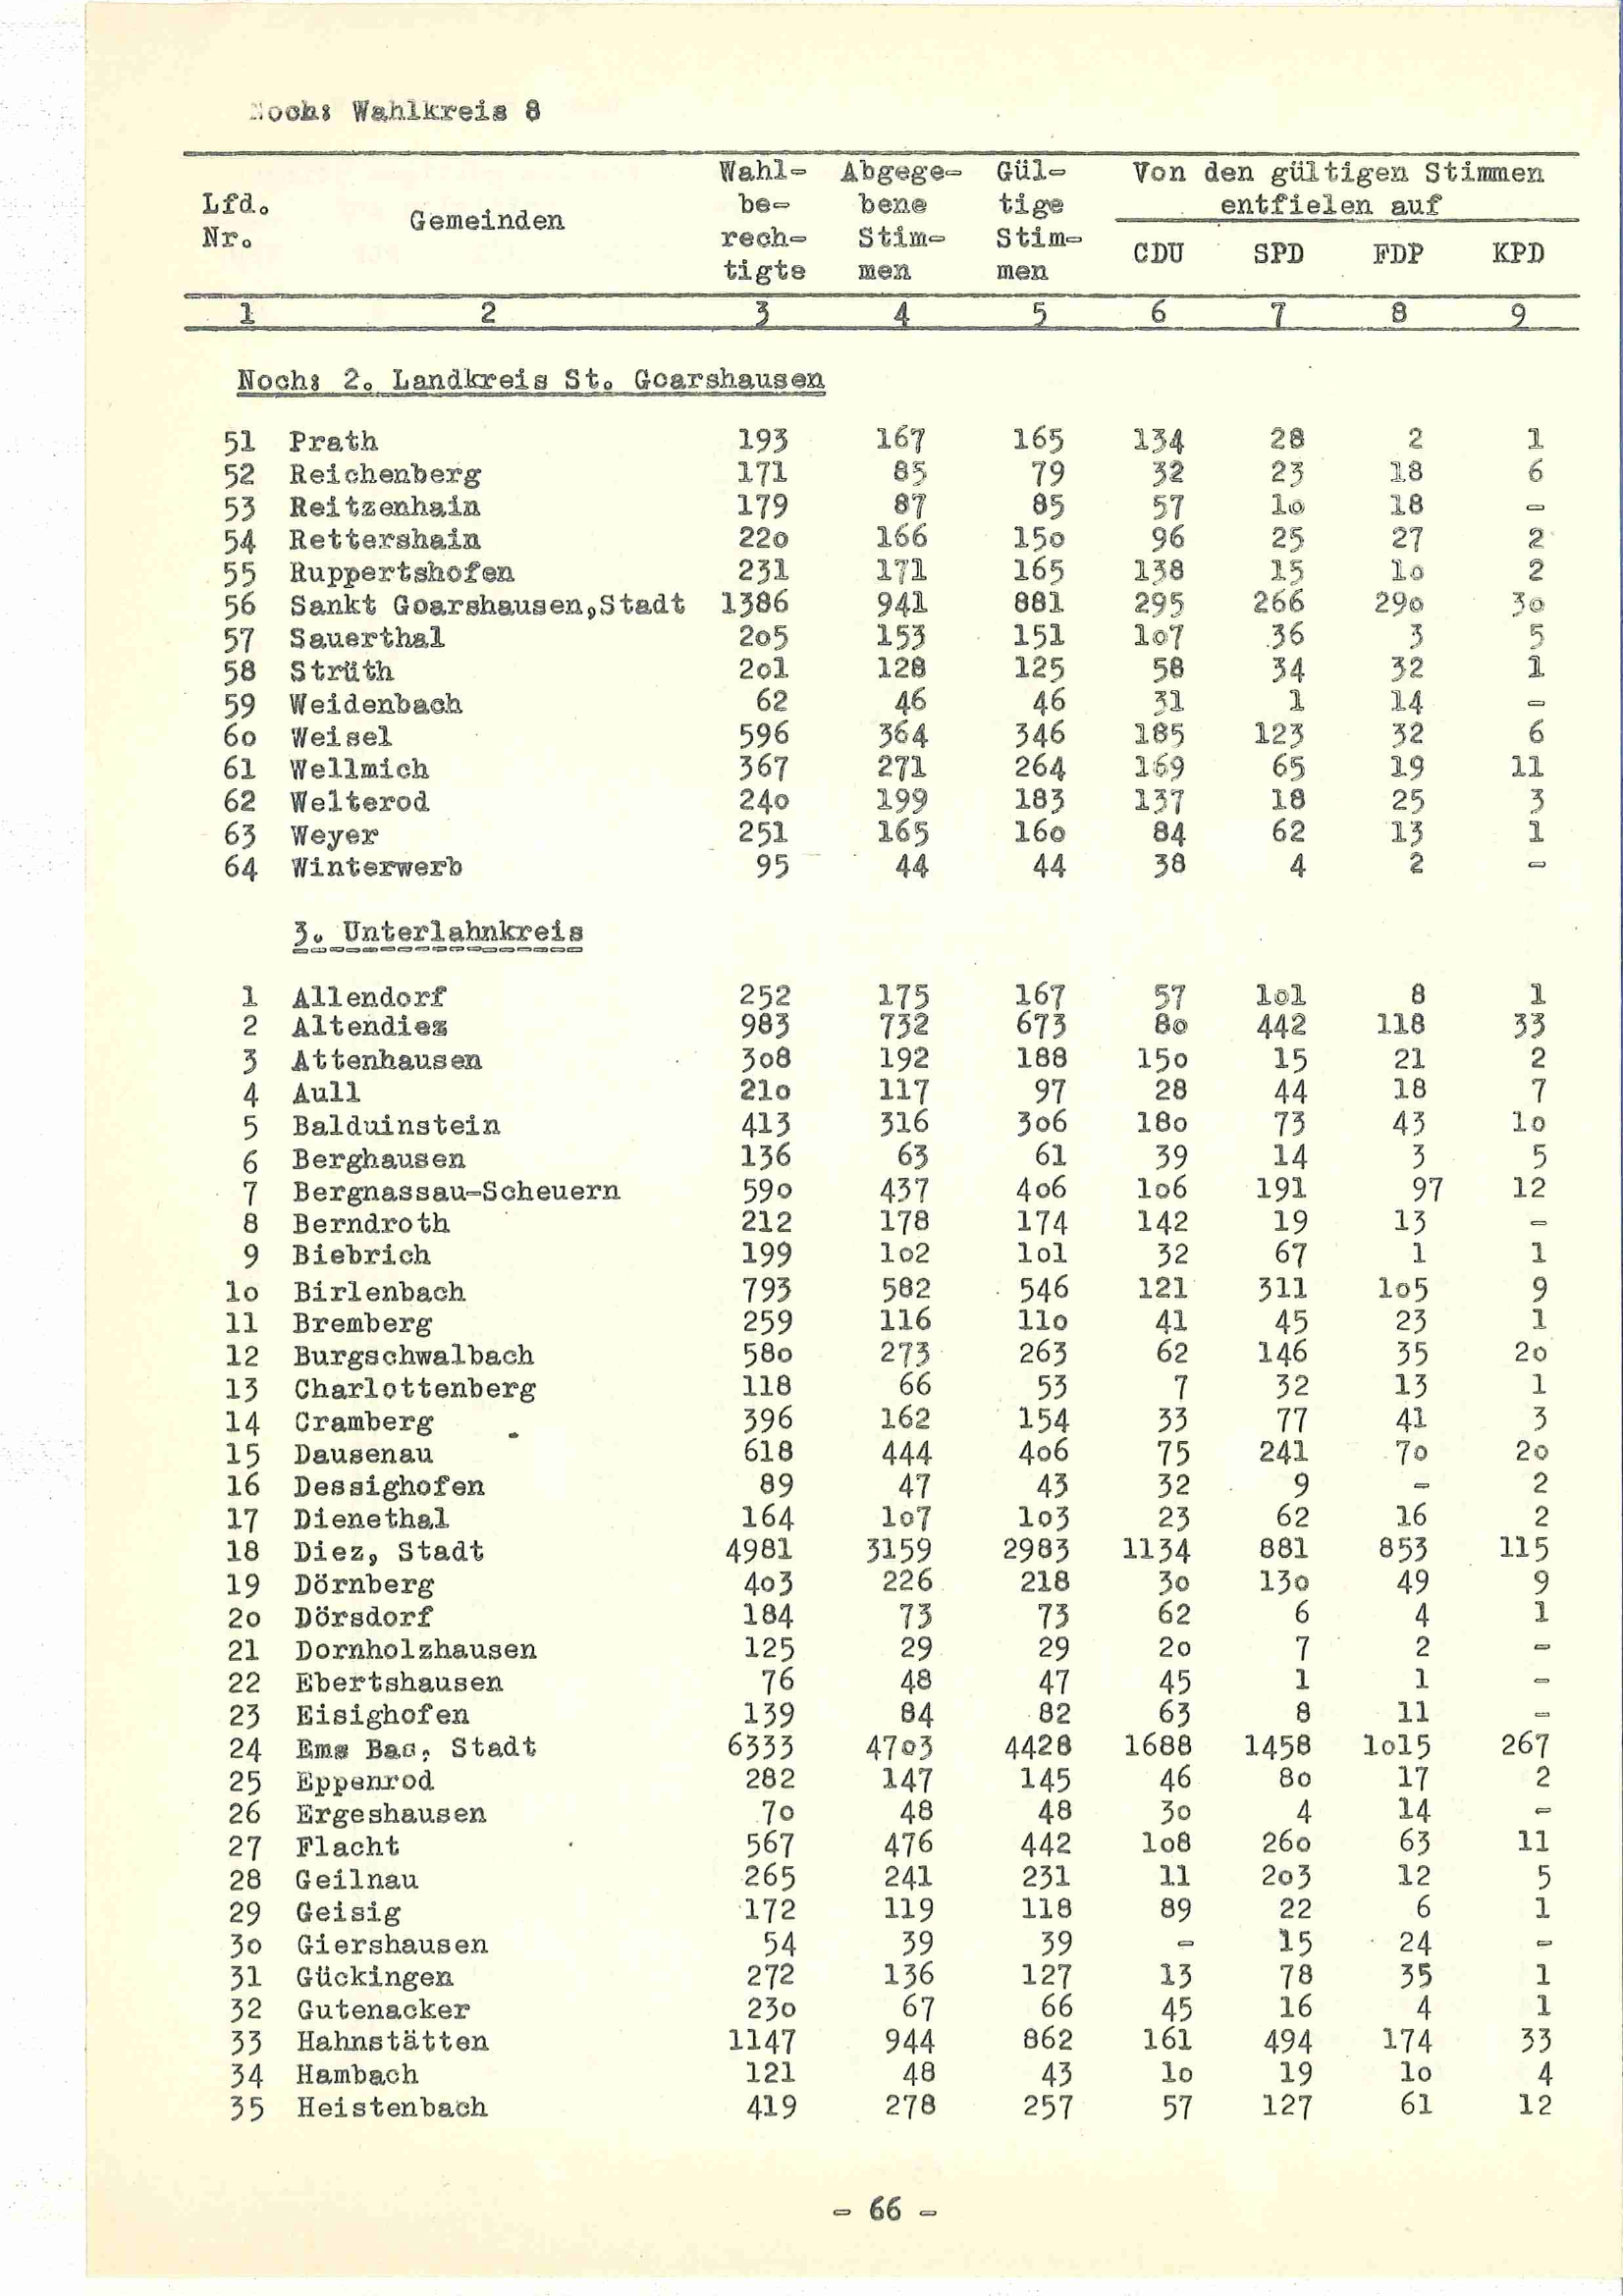 Noch: Wahlkreis 8
Lfd. Nr. Gemeinden Wahl- be- rech- tigte Abgege- bene Stim- men Gül- tige Stim- men Von den gültigen Stimmen entfielen auf
CDU SPD FDP KPD
1 2 3 4 5 6 7 8 9
Noch: 2. Landkreis St. Goarshausen
51 Prath 193 167 165 134 28 2 1
52 Reichenberg 171 85 79 32 23 18 6
53 Reitzenhain 179 87 85 57 1o 18 -
54 Rettershain 22o 166 15o 96 25 27 2
55 Ruppertshofen 231 171 165 138 15 1o 2
56 Sankt Goarshausen,Stadt 1386 941 881 295 266 29o 3o
57 Sauerthal 2o5 153 151 1o7 36 3 5
58 Strüth 2o1 128 125 58 34 32 1
59 Weidenbach 62 46 46 31 1 14 -
6o Weisel 596 364 346 185 123 32 6
61 Wellmich 367 271 264 169 65 19 11
62 Welterod 24o 199 183 137 18 25 3
63 Weyer 251 165 16o 84 62 13 1
64 Winterwerb 95 44 44 38 4 2 -
3. Unterlahnkreis
1 Allendorf 252 175 167 57 1o1 8 1
2 Altendiez 983 732 673 8o 442 118 33
3 Attenhausen 3o8 192 188 15o 15 21 2
4 Aull 21o 117 97 28 44 18 7
5 Balduinstein 413 316 3o6 18o 73 43 1o
6 Berghausen 136 63 61 39 14 3 5
7 Bergnassau-Scheuern 59o 437 4o6 1o6 191 97 12
8 Berndroth 212 178 174 142 19 13 -
9 Biebrich 199 1o2 1o1 32 67 1 1
1o Birlenbach 793 582 546 121 311 1o5 9
11 Bremberg 259 116 11o 41 45 23 1
12 Burgschwalbach 58o 273 263 62 146 35 2o
13 Charlottenberg 118 66 53 7 32 13 1
14 Cramberg 396 162 154 33 77 41 3
15 Dausenau 618 444 4o6 75 241 7o 2o
16 Dessighofen 89 47 43 32 9 - 2
17 Dienethal 164 1o7 1o3 23 62 16 2
18 Diez, Stadt 4981 3159 2983 1134 881 853 115
19 Dörnberg 4o3 226 218 3o 13o 49 9
2o Dörsdorf 184 73 73 62 6 4 1
21 Dornholzhausen 125 29 29 2o 7 2 -
22 Ebertshausen 76 48 47 45 1 1 -
23 Eisighofen 139 84 82 63 8 11 -
24 Ems Bad, Stadt 6333 47o3 4428 1688 1458 1o15 267
25 Eppenrod 282 147 145 46 8o 17 2
26 Ergeshausen 7o 48 48 3o 4 14 -
27 Flacht 567 476 442 1o8 26o 63 11
28 Geilnau 265 241 231 11 2o3 12 5
29 Geisig 172 119 118 89 22 6 1
3o Giershausen 54 39 39 - 15 24 -
31 Gückingen 272 136 127 13 78 35 1
32 Gutenacker 23o 67 66 45 16 4 1
33 Hahnstätten 1147 944 862 161 494 174 33
34 Hambach 121 48 43 1o 19 1o 4
35 Heistenbach 419 278 257 57 127 61 12
- 66 -